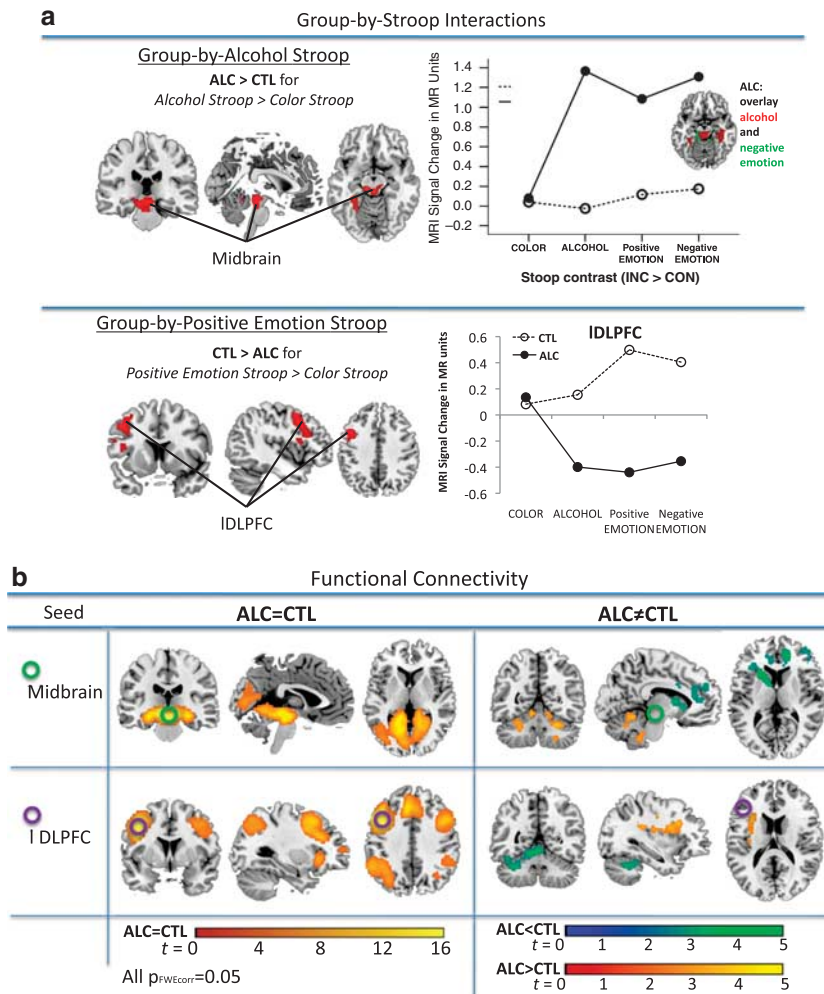 a
Group-by-Stroop Interactions
Group-by-Alcohol Stroop
ALC > CTL for
Alcohol Stroop > Color Stroop
Midbrain
MRI Signal Change in MR Units
1.4
1.2
1.0
0.8
0.6
0.4
0.2
0.0
−0.2
COLOR
ALCOHOL
Positive
EMOTION
Negative
EMOTION
Stoop contrast (INC > CON)
ALC:
overlay
alcohol
and
negative
emotion
Group-by-Positive Emotion Stroop
CTL > ALC for
Positive Emotion Stroop > Color Stroop
lDLPFC
lDLPFC
CTL
ALC
MRI Signal Change in MR units
0.6
0.4
0.2
0
-0.2
-0.4
-0.6
COLOR
ALCOHOL
Positive
EMOTION
Negative
EMOTION
b
Functional Connectivity
Seed
ALC=CTL
ALC≠CTL
Midbrain
l DLPFC
ALC=CTL
t = 0 4 8 12 16
All pFWEcorr=0.05
ALC<CTL
t = 0 1 2 3 4 5
ALC>CTL
t = 0 1 2 3 4 5